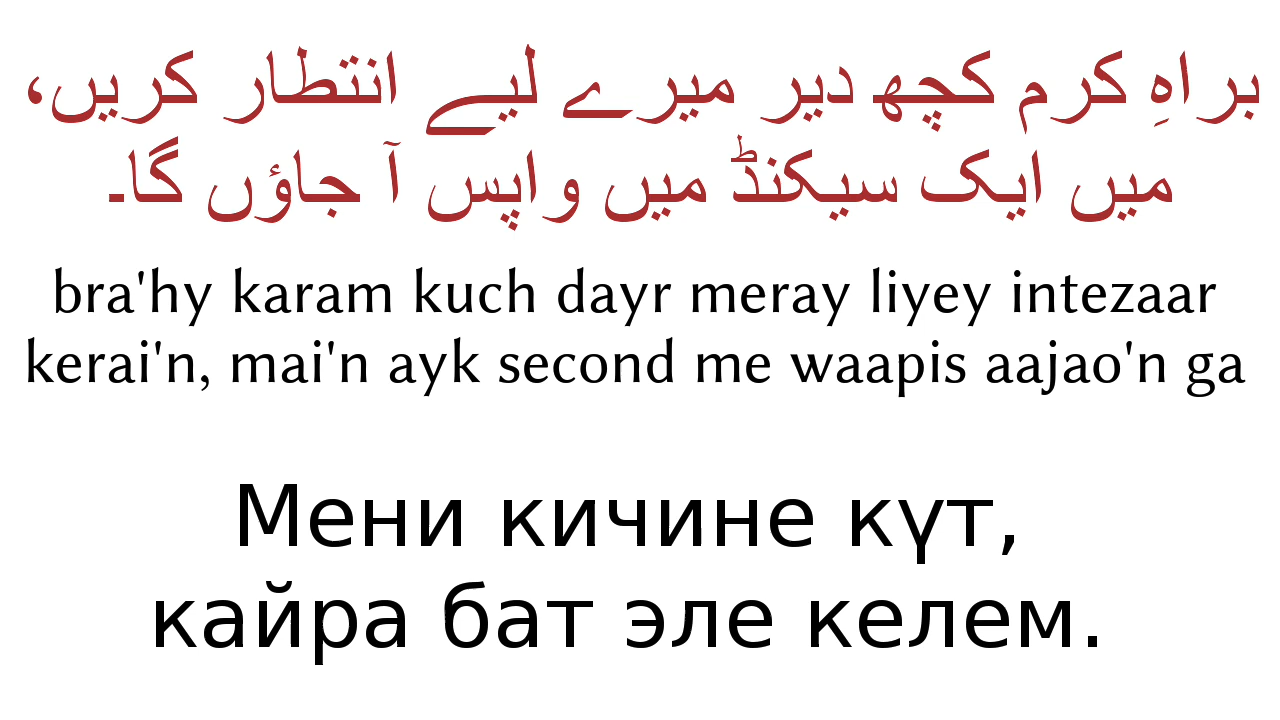 براہِ کرم کچھ دیر میرے لیے انتطار کریں،
میں ایک سیکنڈ میں واپس آ جاؤں گا۔
bra'hy karam kuch dayr meray liyey intezaar
kerai'n, mai'n ayk second me waapis aajao'n ga
Мени кичине күт,
кайра бат эле келем.